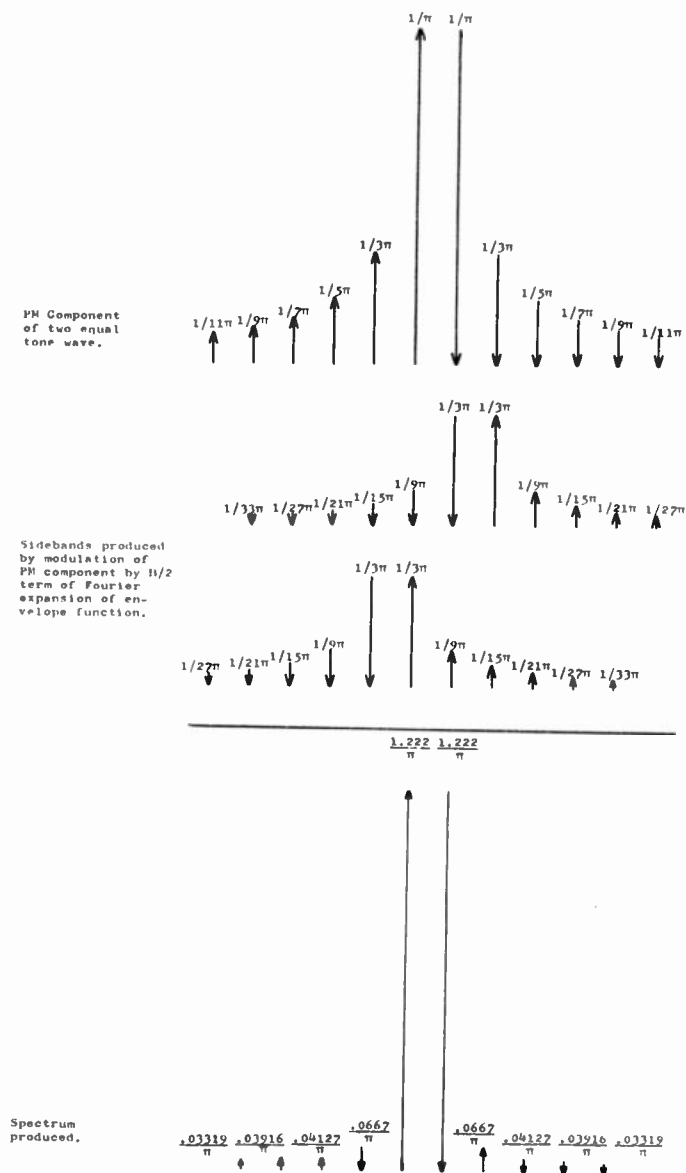 1/π 1/π
1/3π 1/3π
1/5π 1/5π
1/11π 1/9π 1/7π 1/7π 1/9π 1/11π
PM Component
of two equal
tone wave.
1/3π 1/3π
1/33π 1/27π 1/21π 1/15π 1/9π 1/9π 1/15π 1/21π 1/27π
Sidebands produced
by modulation of
PM component by B/2
term of Fourier
expansion of en-
velope function.
1/3π 1/3π
1/27π 1/21π 1/15π 1/9π 1/9π 1/15π 1/21π 1/27π 1/33π
1.222 1.222
π π
Spectrum
produced.
.03319 .03916 .04127 .0667 .0667 .04127 .03916 .03319
π π π π π π π π